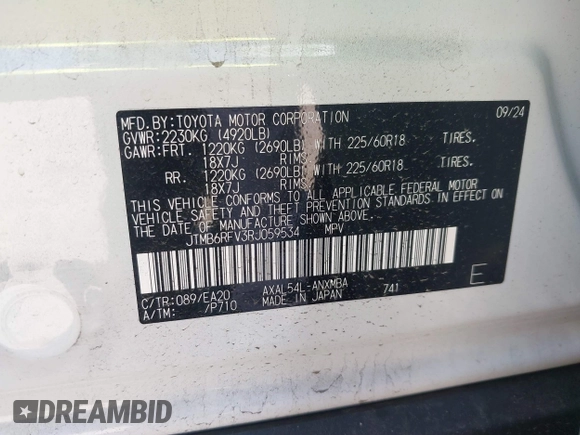 MFD.BY:TOYOTA MOTOR CORPORATION 09/24
GVWR:2230KG (4920LB)
GAWR:FRT. 1220KG (2690LB) WITH 225/60R18 TIRES.
18X7J RIMS
RR. 1220KG (2690LB) WITH 225/60R18 TIRES.
18X7J RIMS
THIS VEHICLE CONFORMS TO ALL APPLICABLE FEDERAL MOTOR
VEHICLE SAFETY AND THEFT PREVENTION STANDARDS IN EFFECT
ON THE DATE OF MANUFACTURE SHOWN ABOVE.
JTMB6RFV3RJ059534 MPV
C/TR:089/EA20 AXAL54L-ANXMBA 741 E
A/TM: /P710 MADE IN JAPAN
DREAMBID